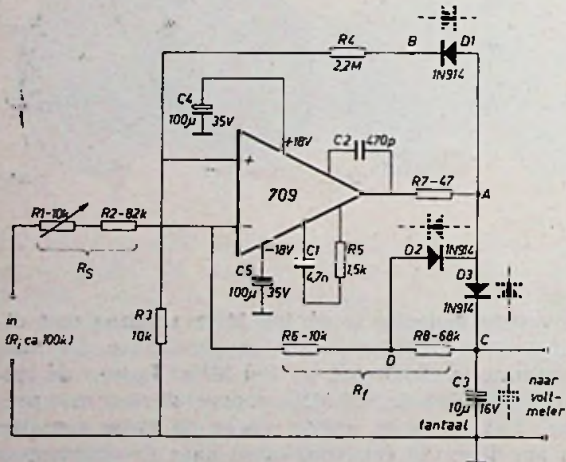 R4
2,2M
B
D1
1N914
C4
100µ
35V
+18V
C2
470p
+
709
R7-47
A
R1-10k
R2-82k
RS
-
-18V
C5
100µ
35V
C1
4,7n
R5
1,5k
D2
1N914
D3
1N914
in
(Ri ca 100k)
R3
10k
R6-10k
D
R8-68k
C
Rf
C3
10µ
16V
tantaal
naar
volt-
meter